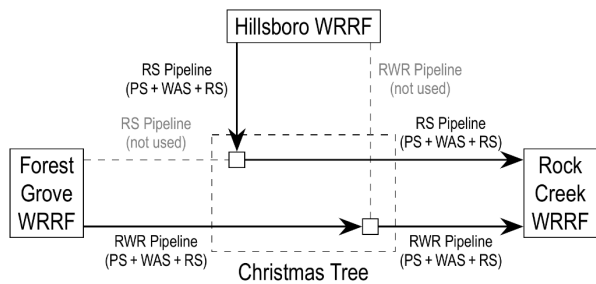 Hillsboro WRRF
RS Pipeline
(PS + WAS + RS)
RWR Pipeline
(not used)
RS Pipeline
(not used)
RS Pipeline
(PS + WAS + RS)
Forest
Grove
WRRF
Rock
Creek
WRRF
RWR Pipeline
(PS + WAS + RS)
RWR Pipeline
(PS + WAS + RS)
Christmas Tree